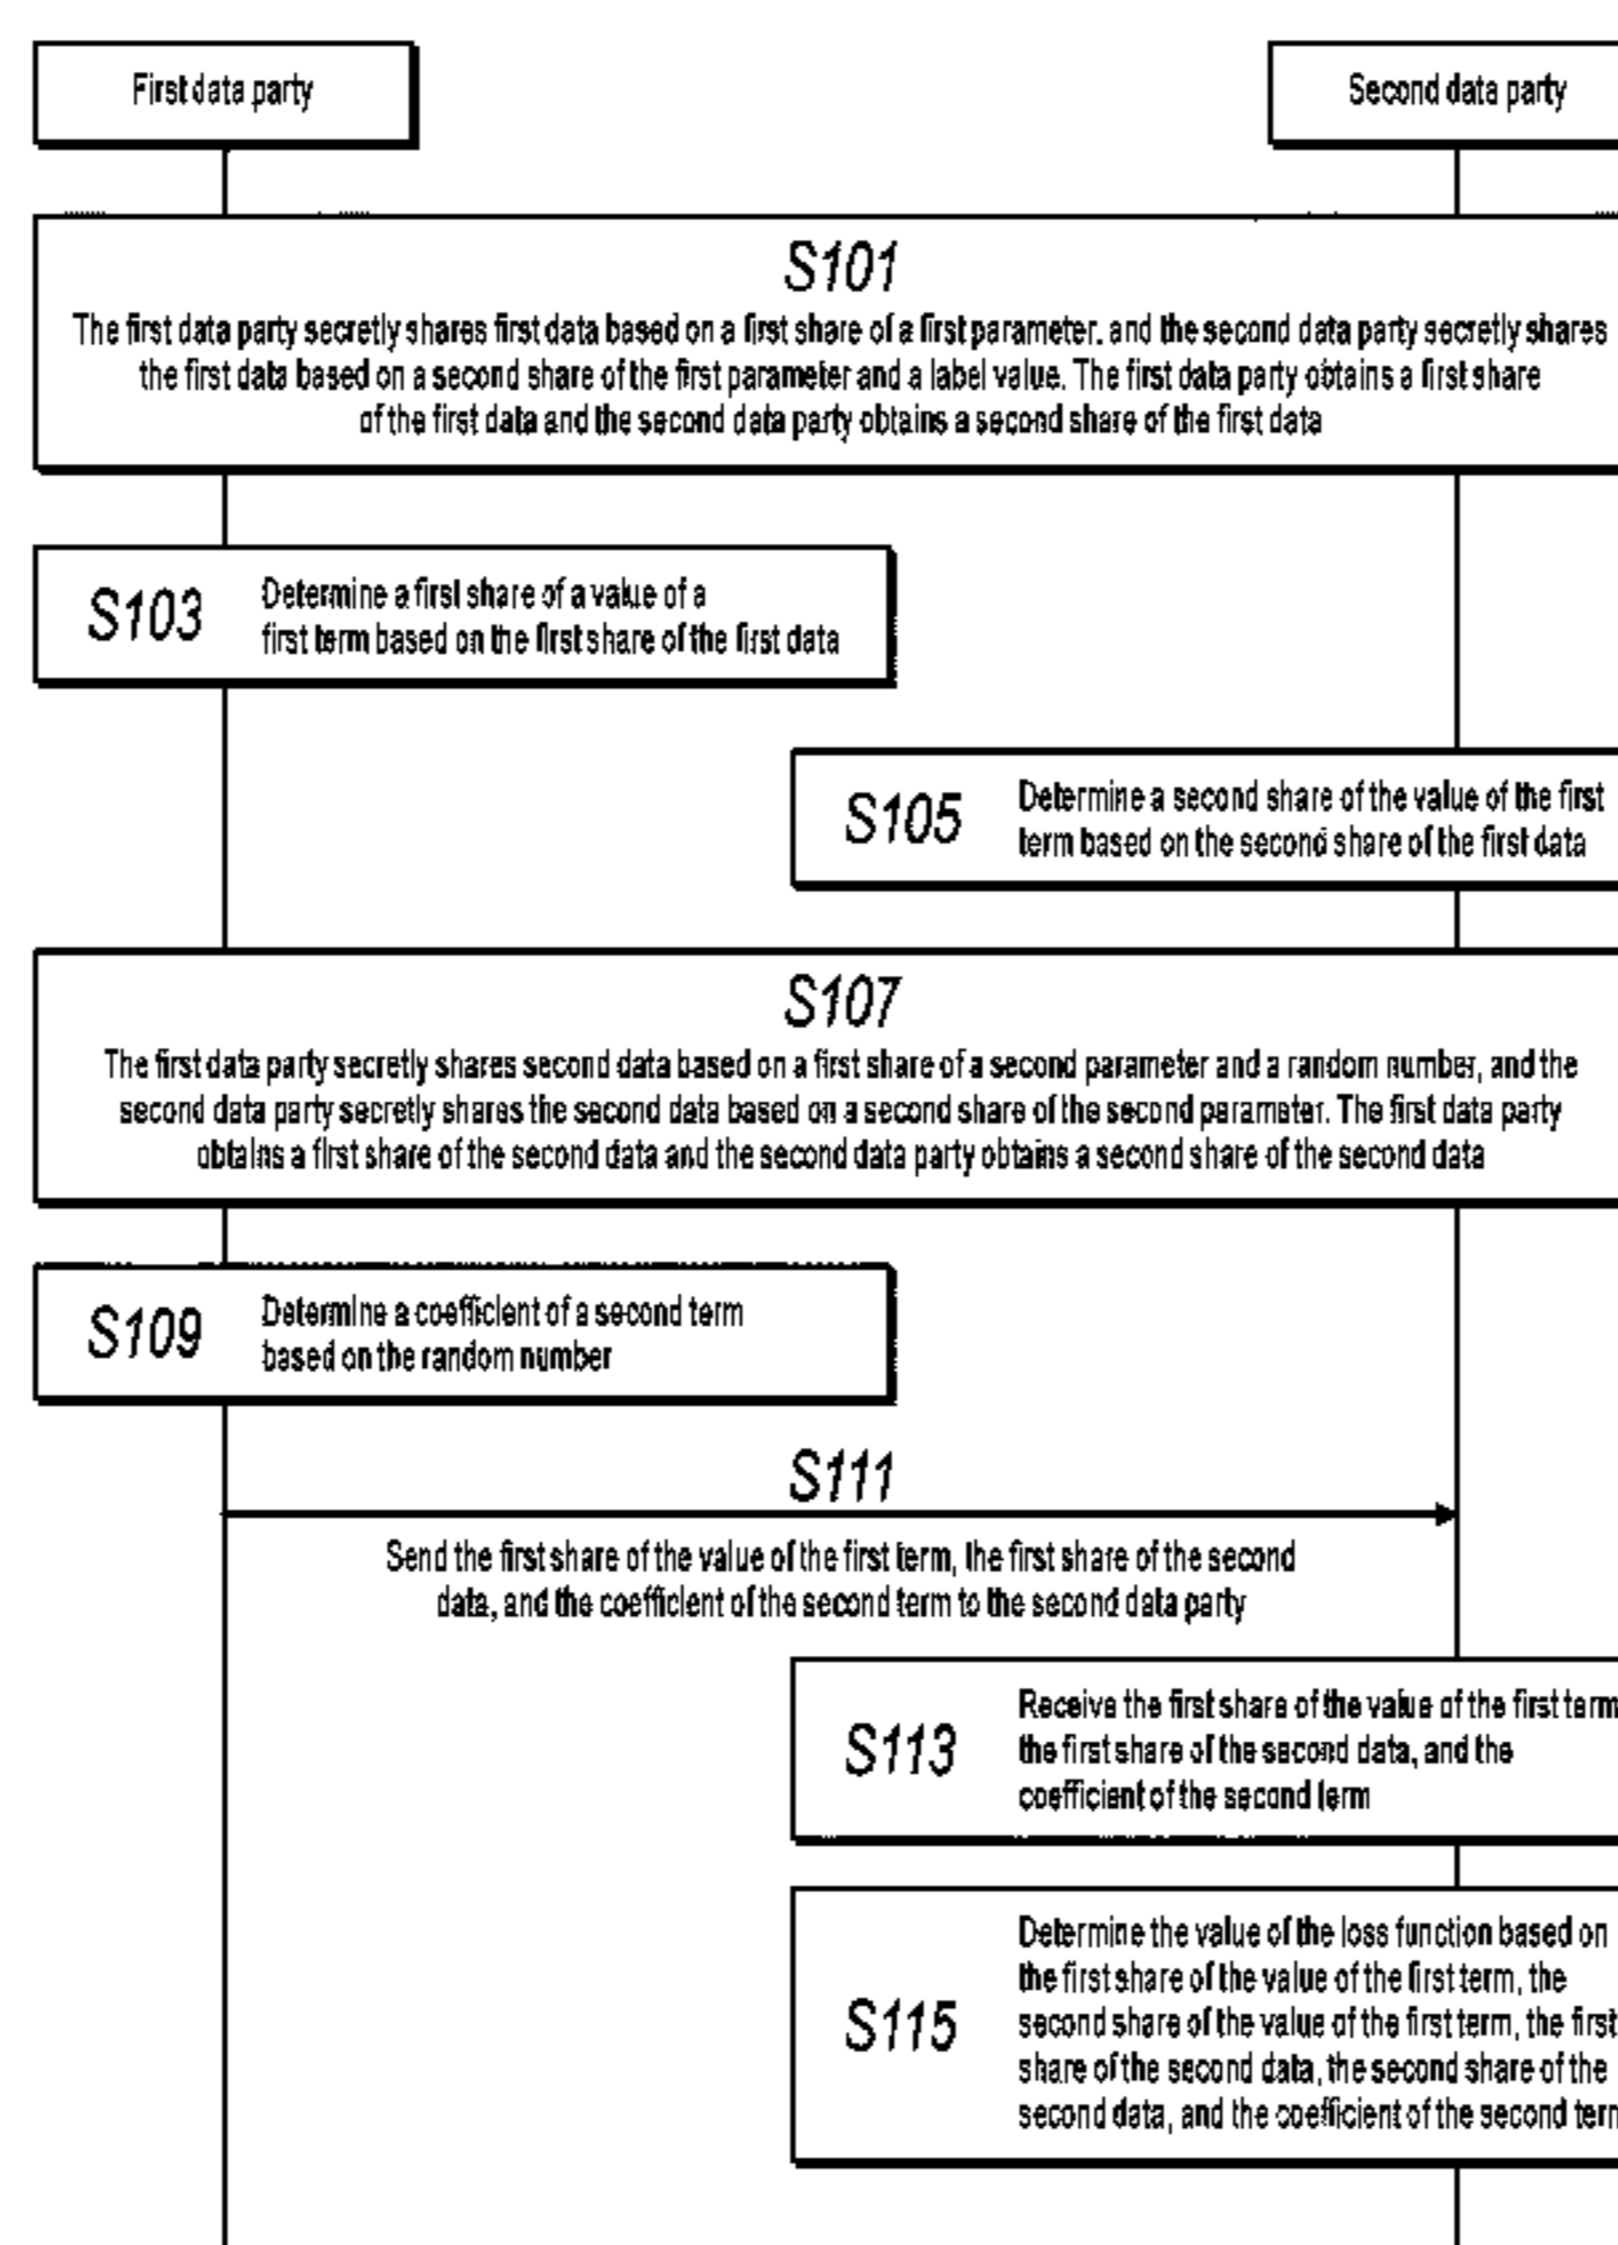 First data party
Second data party
S101
The first data party secretly shares first data based on a first share of a first parameter. and the second data party secretly shares
the first data based on a second share of the first parameter and a label value. The first data party obtains a first share
of the first data and the second data party obtains a second share of the first data
S103
Determine a first share of a value of a
first term based on the first share of the first data
S105
Determine a second share of the value of the first
term based on the second share of the first data
S107
The first data party secretly shares second data based on a first share of a second parameter and a random number, and the
second data party secretly shares the second data based on a second share of the second parameter. The first data party
obtains a first share of the second data and the second data party obtains a second share of the second data
S109
Determine a coefficient of a second term
based on the random number
S111
Send the first share of the value of the first term, the first share of the second
data, and the coefficient of the second term to the second data party
S113
Receive the first share of the value of the first term
the first share of the second data, and the
coefficient of the second term
S115
Determine the value of the loss function based on
the first share of the value of the first term, the
second share of the value of the first term, the first
share of the second data, the second share of the
second data, and the coefficient of the second term